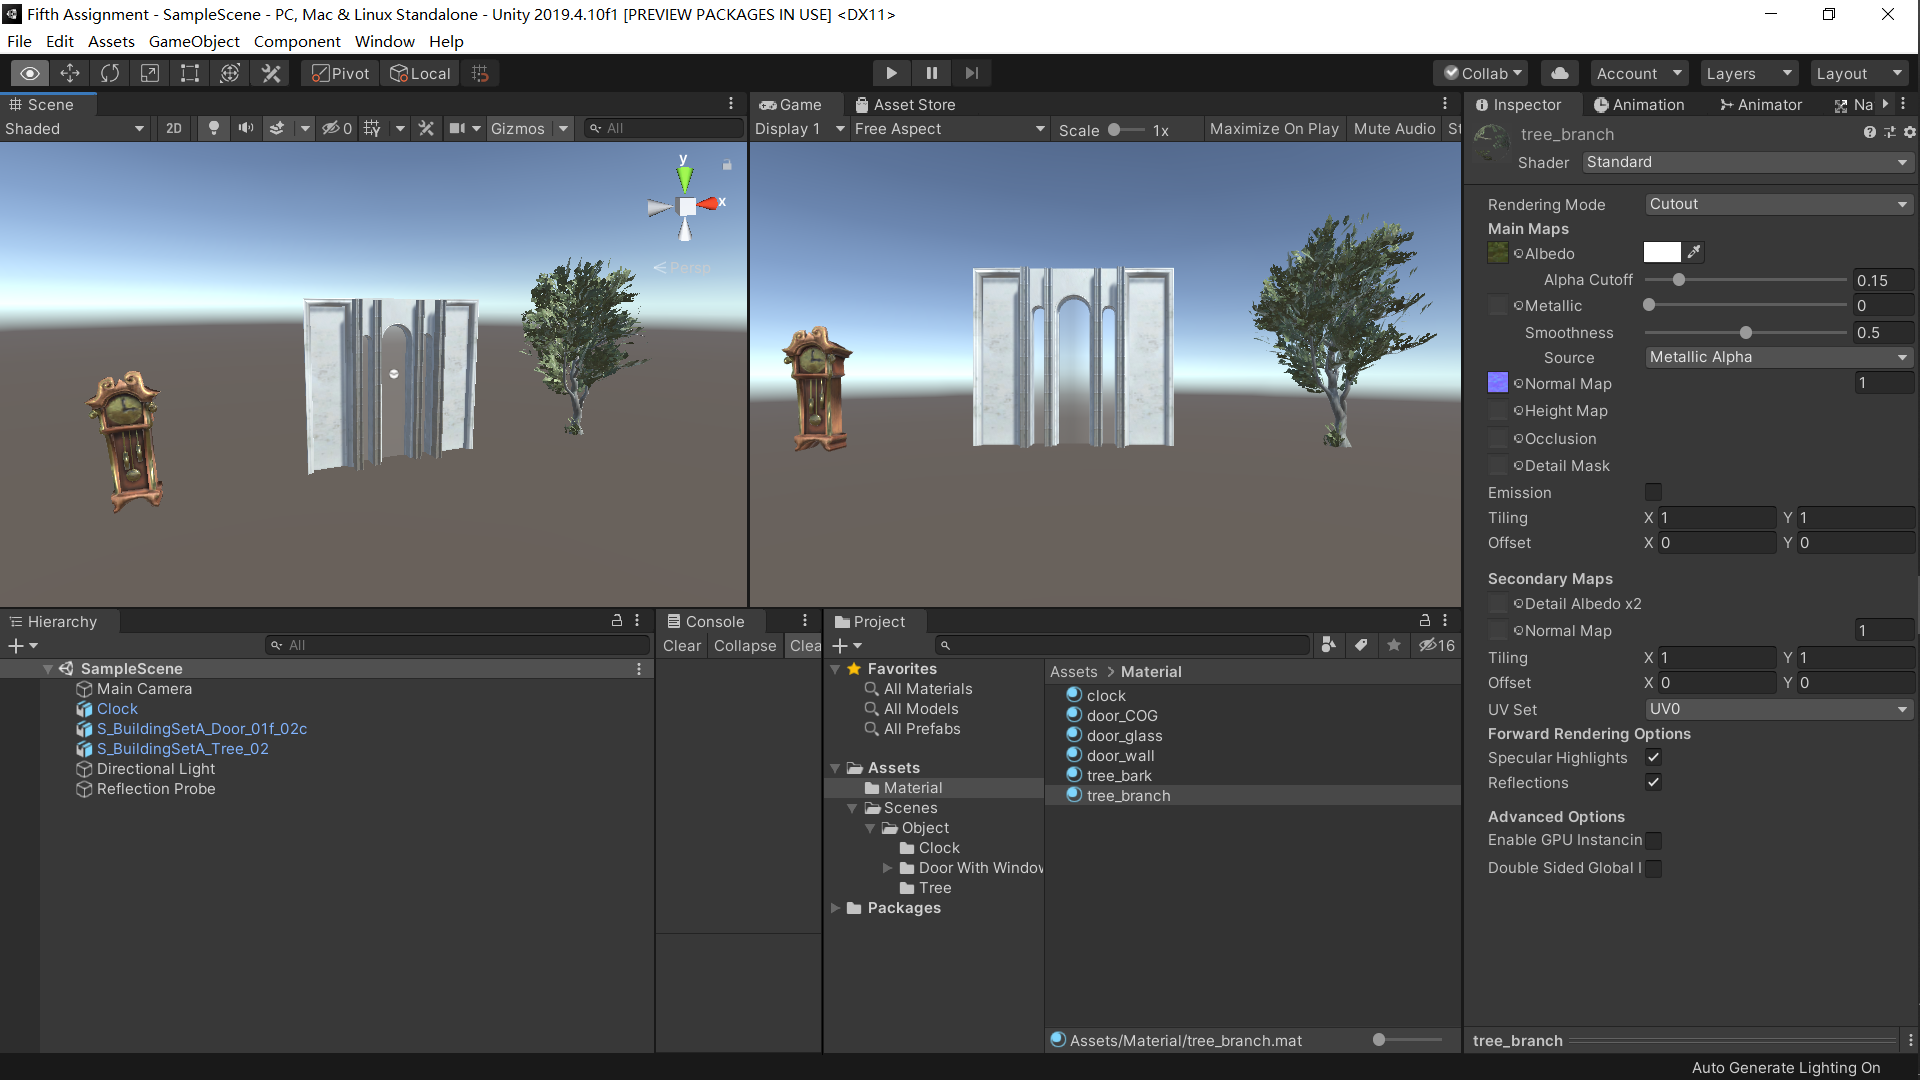 Fifth Assignment - SampleScene - PC, Mac & Linux Standalone - Unity 2019.4.10f1 [PREVIEW PACKAGES IN USE] <DX11>
File Edit Assets GameObject Component Window Help
Pivot Local Collab Account Layers Layout
Scene
Shaded 2D 0 Gizmos All
y
x
Persp
Game Asset Store
Display 1 Free Aspect Scale 1x Maximize On Play Mute Audio St
Inspector Animation Animator Na
tree_branch
Shader Standard
Rendering Mode Cutout
Main Maps
Albedo
Alpha Cutoff 0.15
Metallic 0
Smoothness 0.5
Source Metallic Alpha
Normal Map 1
Height Map
Occlusion
Detail Mask
Emission
Tiling X 1 Y 1
Offset X 0 Y 0
Secondary Maps
Detail Albedo x2
Normal Map 1
Tiling X 1 Y 1
Offset X 0 Y 0
UV Set UV0
Forward Rendering Options
Specular Highlights
Reflections
Advanced Options
Enable GPU Instancin
Double Sided Global I
tree_branch
Hierarchy
All
SampleScene
Main Camera
Clock
S_BuildingSetA_Door_01f_02c
S_BuildingSetA_Tree_02
Directional Light
Reflection Probe
Console
Clear Collapse Clea
Project
16
Favorites
All Materials
All Models
All Prefabs
Assets
Material
Scenes
Object
Clock
Door With Window
Tree
Packages
Assets > Material
clock
door_COG
door_glass
door_wall
tree_bark
tree_branch
Assets/Material/tree_branch.mat
Auto Generate Lighting On